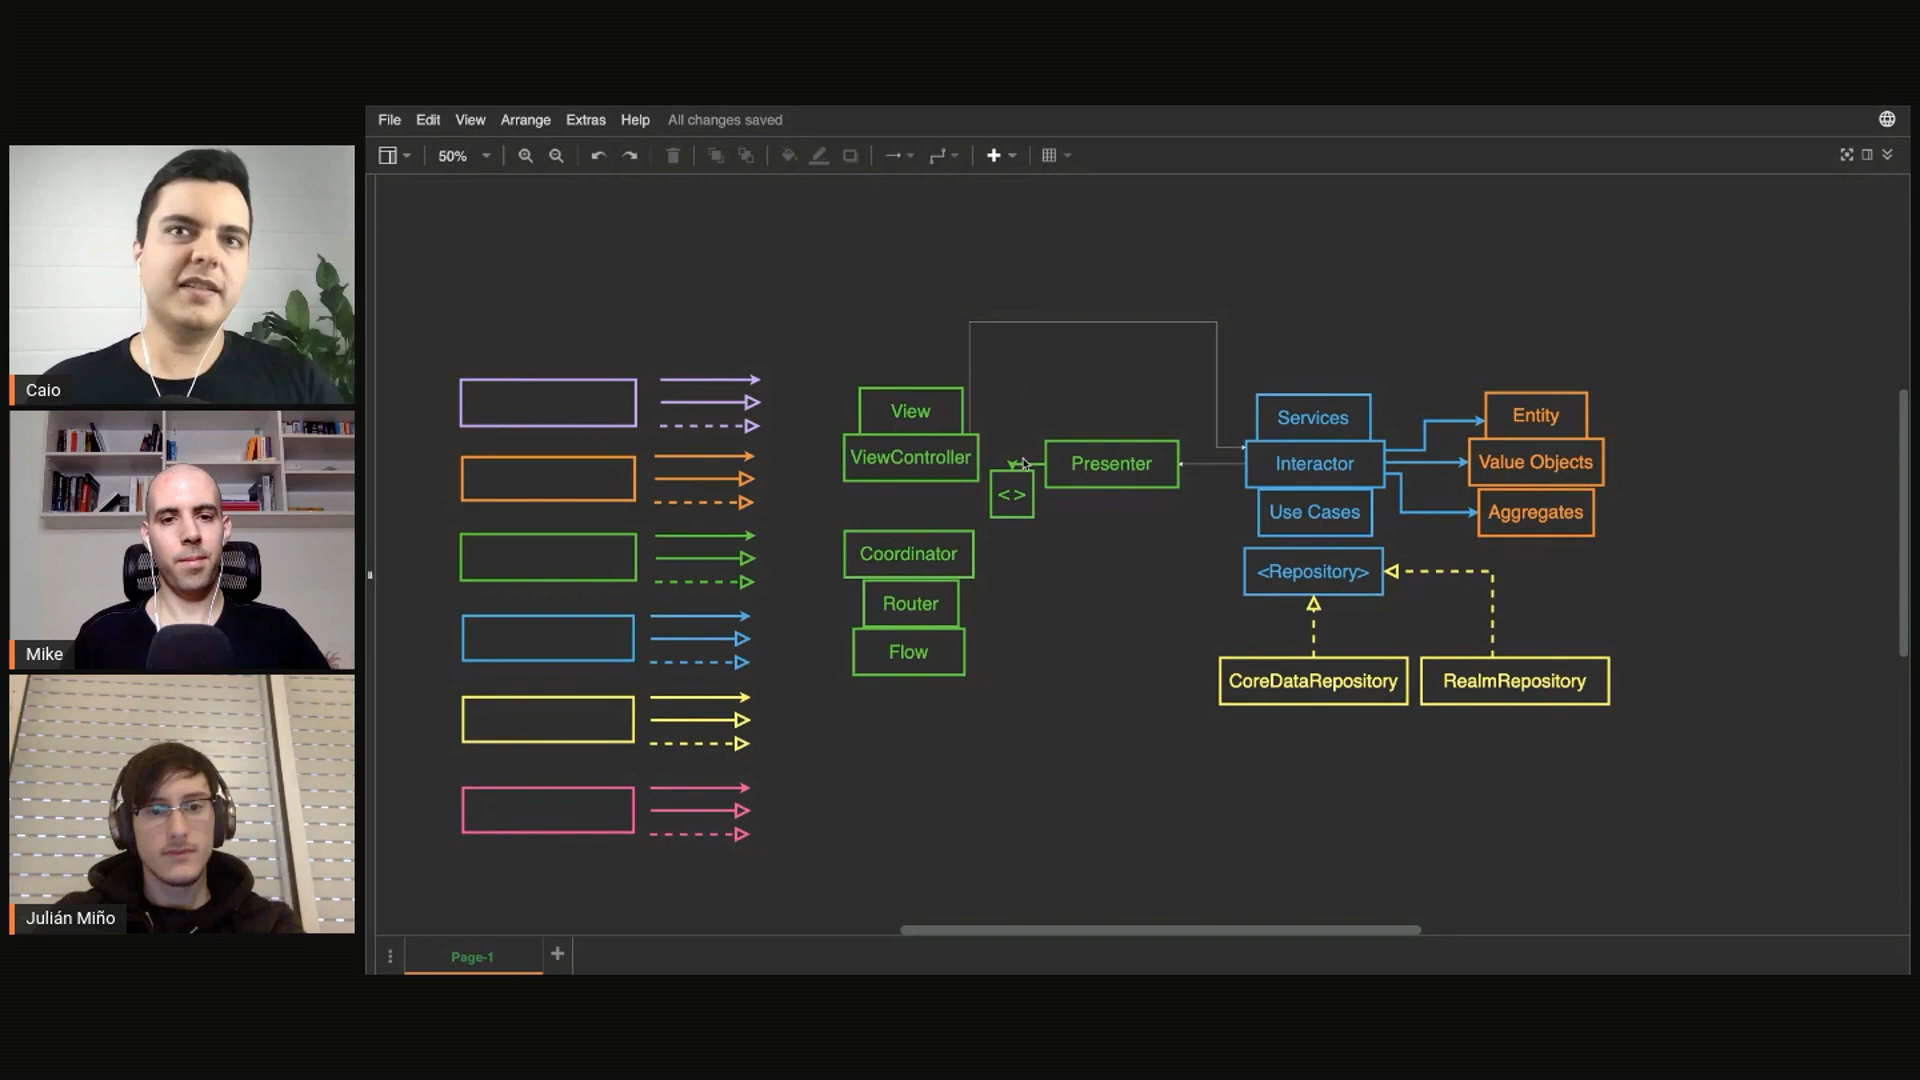 File Edit View Arrange Extras Help All changes saved
50%
Caio
Mike
Julián Miño
View
ViewController
<>
Presenter
Coordinator
Router
Flow
Services
Interactor
Use Cases
<Repository>
Entity
Value Objects
Aggregates
CoreDataRepository
RealmRepository
Page-1